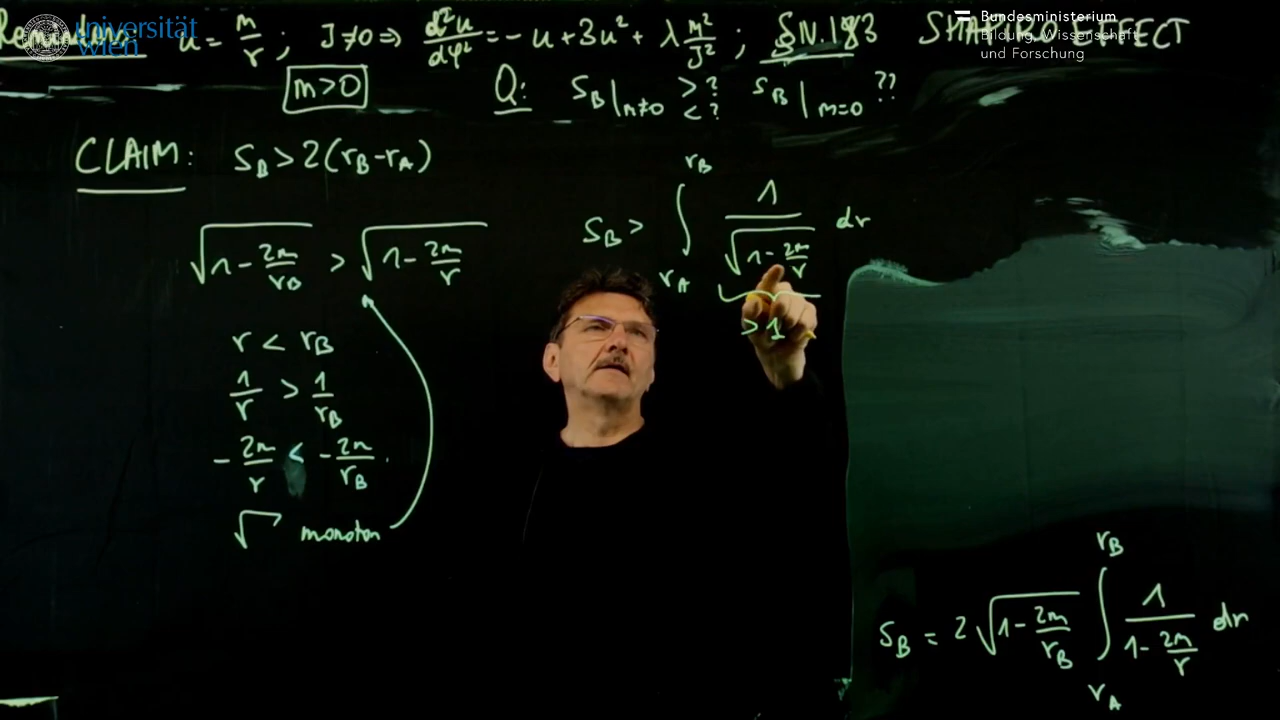 universität
wien
Bundesministerium
Bildung, Wissenschaft
und Forschung
u = m/r ; J≠0 ⇒ d²u/dφ² = -u + 3u² + λ m²/J² ; § IV.1&3 SHAPIRO EFFECT
m>0 Q: s_B|_{m≠0} >? <? s_B|_{m=0} ??
CLAIM: s_B > 2(r_B - r_A)
√(1 - 2m/r_B) > √(1 - 2m/r)
s_B > ∫_{r_A}^{r_B} 1/√(1 - 2m/r) dr
> 1
r < r_B
1/r > 1/r_B
- 2m/r < - 2m/r_B .
√ monoton
s_B = 2 √(1 - 2m/r_B) ∫_{r_A}^{r_B} 1/(1 - 2m/r) dr